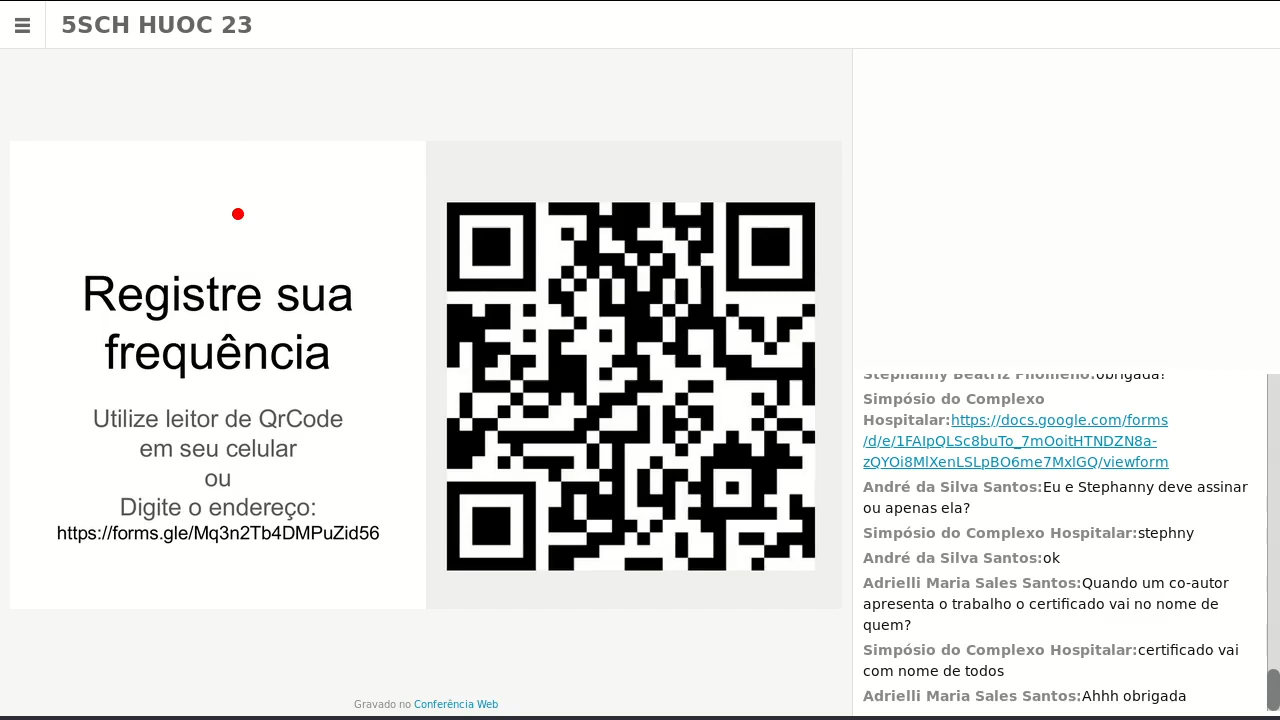 5SCH HUOC 23
Registre sua
frequência
Utilize leitor de QrCode
em seu celular
ou
Digite o endereço:
https://forms.gle/Mq3n2Tb4DMPuZid56
Gravado no Conferência Web
Stephanny Beatriz Filomeno:obrigada!
Simpósio do Complexo
Hospitalar:https://docs.google.com/forms
/d/e/1FAIpQLSc8buTo_7mOoitHTNDZN8a-
zQYOi8MlXenLSLpBO6me7MxlGQ/viewform
André da Silva Santos:Eu e Stephanny deve assinar
ou apenas ela?
Simpósio do Complexo Hospitalar:stephny
André da Silva Santos:ok
Adrielli Maria Sales Santos:Quando um co-autor
apresenta o trabalho o certificado vai no nome de
quem?
Simpósio do Complexo Hospitalar:certificado vai
com nome de todos
Adrielli Maria Sales Santos:Ahhh obrigada